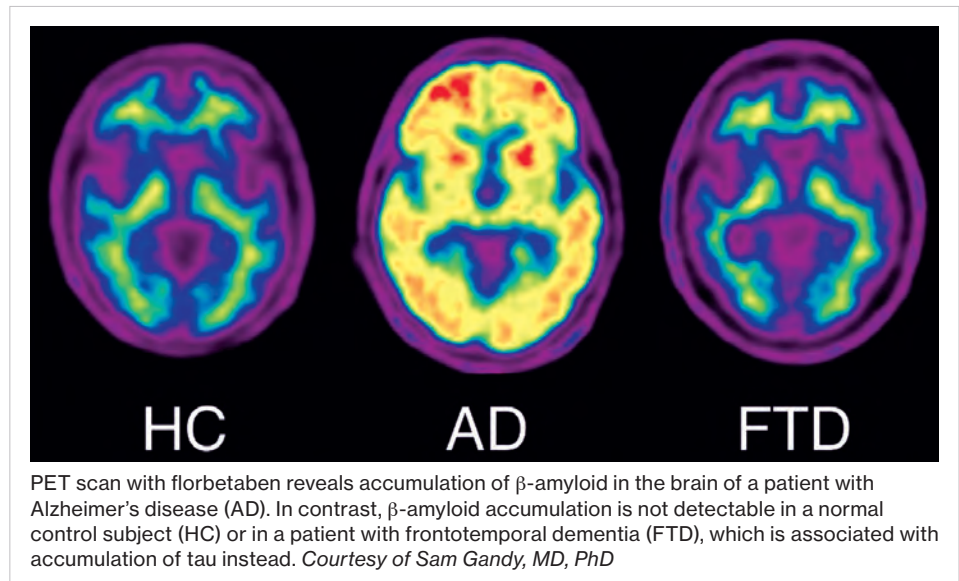 HC AD FTD
PET scan with florbetaben reveals accumulation of β-amyloid in the brain of a patient with
Alzheimer's disease (AD). In contrast, β-amyloid accumulation is not detectable in a normal
control subject (HC) or in a patient with frontotemporal dementia (FTD), which is associated with
accumulation of tau instead. Courtesy of Sam Gandy, MD, PhD